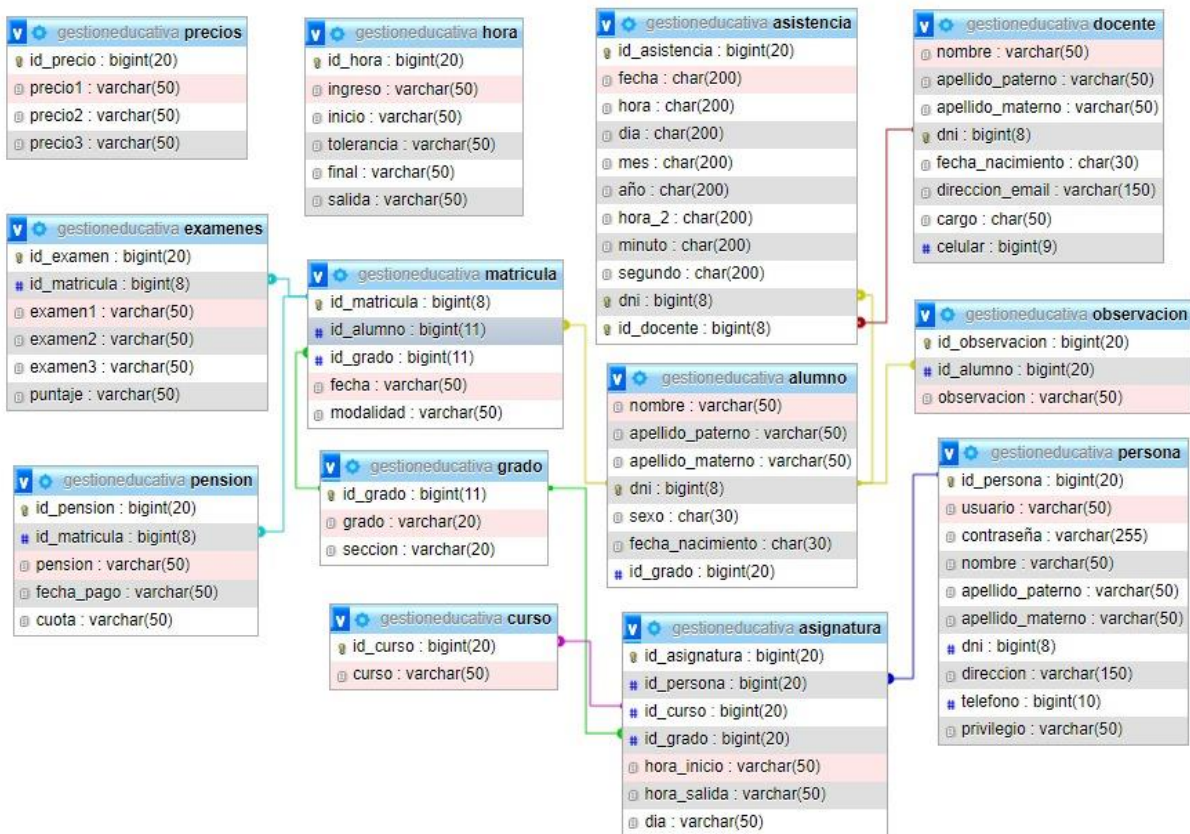 gestioneducativa precios
id_precio : bigint(20)
precio1 : varchar(50)
precio2 : varchar(50)
precio3 : varchar(50)
gestioneducativa hora
id_hora : bigint(20)
ingreso : varchar(50)
inicio : varchar(50)
tolerancia : varchar(50)
final : varchar(50)
salida : varchar(50)
gestioneducativa asistencia
id_asistencia : bigint(20)
fecha : char(200)
hora : char(200)
dia : char(200)
mes : char(200)
año : char(200)
hora_2 : char(200)
minuto : char(200)
segundo : char(200)
dni : bigint(8)
id_docente : bigint(8)
gestioneducativa docente
nombre : varchar(50)
apellido_paterno : varchar(50)
apellido_materno : varchar(50)
dni : bigint(8)
fecha_nacimiento : char(30)
direccion_email : varchar(150)
cargo : char(50)
# celular : bigint(9)
gestioneducativa examenes
id_examen : bigint(20)
# id_matricula : bigint(8)
examen1 : varchar(50)
examen2 : varchar(50)
examen3 : varchar(50)
puntaje : varchar(50)
gestioneducativa matricula
id_matricula : bigint(8)
# id_alumno : bigint(11)
# id_grado : bigint(11)
fecha : varchar(50)
modalidad : varchar(50)
gestioneducativa alumno
nombre : varchar(50)
apellido_paterno : varchar(50)
apellido_materno : varchar(50)
dni : bigint(8)
sexo : char(30)
fecha_nacimiento : char(30)
# id_grado : bigint(20)
gestioneducativa observacion
id_observacion : bigint(20)
# id_alumno : bigint(20)
observacion : varchar(50)
gestioneducativa pension
id_pension : bigint(20)
# id_matricula : bigint(8)
pension : varchar(50)
fecha_pago : varchar(50)
cuota : varchar(50)
gestioneducativa grado
id_grado : bigint(11)
grado : varchar(20)
seccion : varchar(20)
gestioneducativa persona
id_persona : bigint(20)
usuario : varchar(50)
contraseña : varchar(255)
nombre : varchar(50)
apellido_paterno : varchar(50)
apellido_materno : varchar(50)
# dni : bigint(8)
direccion : varchar(150)
# telefono : bigint(10)
privilegio : varchar(50)
gestioneducativa curso
id_curso : bigint(20)
curso : varchar(50)
gestioneducativa asignatura
id_asignatura : bigint(20)
# id_persona : bigint(20)
# id_curso : bigint(20)
# id_grado : bigint(20)
hora_inicio : varchar(50)
hora_salida : varchar(50)
dia : varchar(50)